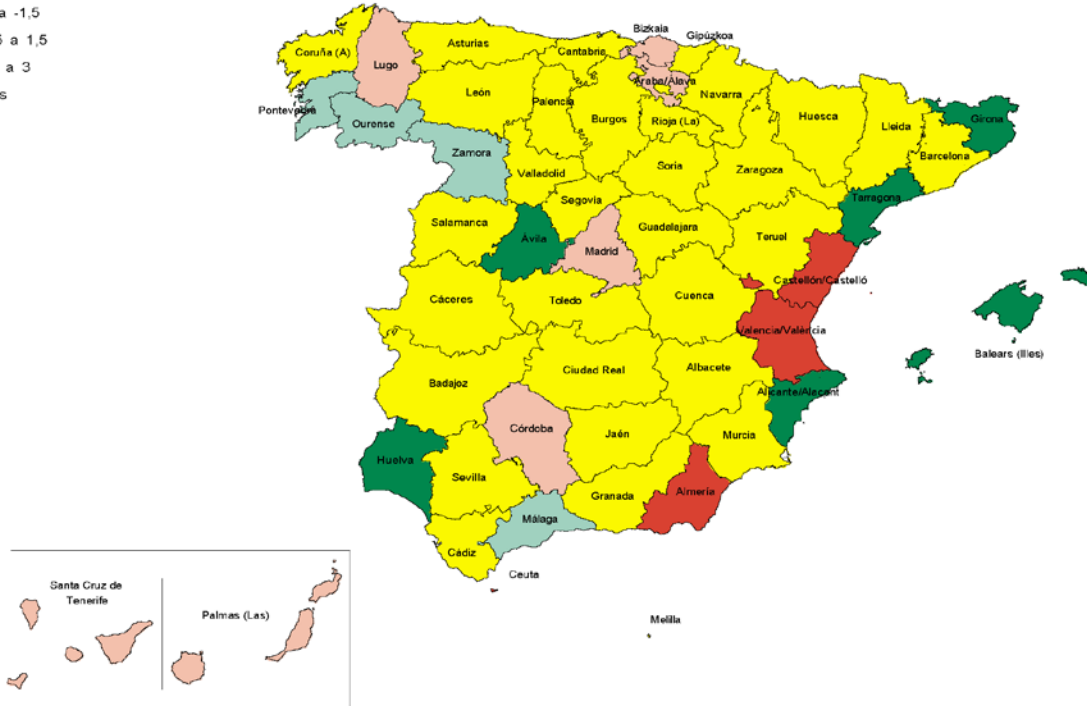 a -1,5
a 1,5
a 3
Bizkaia
Gipúzkoa
Asturias
Cantabria
Coruña (A)
Lugo
Araba/Álava
Navarra
León
Palencia
Huesca
Pontevedra
Burgos
Rioja (La)
Lleida
Girona
Ourense
Zamora
Barcelona
Soria
Zaragoza
Valladolid
Tarragona
Segovia
Salamanca
Guadalajara
Teruel
Ávila
Madrid
Castellón/Castelló
Cáceres
Toledo
Cuenca
Valencia/València
Balears (Illes)
Ciudad Real
Albacete
Badajoz
Alicante/Alacant
Córdoba
Jaén
Murcia
Huelva
Sevilla
Almería
Granada
Málaga
Cádiz
Ceuta
Santa Cruz de
Tenerife
Palmas (Las)
Melilla